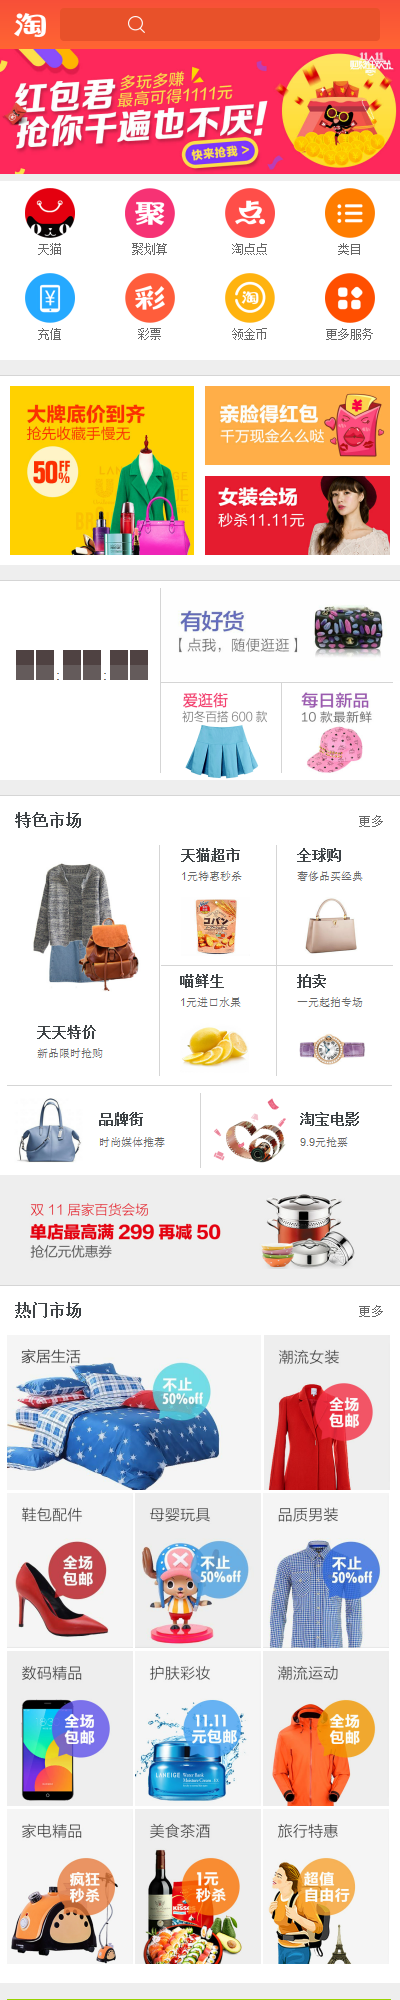 淘
11.11
红包君
多玩多赚
最高可得1111元
抢你千遍也不厌!
快来抢我 >
天猫
聚
聚划算
点
淘点点
类目
充值
彩
彩票
淘
领金币
更多服务
大牌底价到齐
抢先收藏手慢无
50%OFF
亲脸得红包
千万现金么么哒
女装会场
秒杀11.11元
有好货
【 点我，随便逛逛 】
: :
爱逛街
初冬百搭 600 款
每日新品
10 款最新鲜
特色市场
更多
天猫超市
1元特惠秒杀
全球购
奢侈品买经典
天天特价
新品限时抢购
喵鲜生
1元进口水果
拍卖
一元起拍专场
品牌街
时尚媒体推荐
淘宝电影
9.9元抢票
双 11 居家百货会场
单店最高满 299 再减 50
抢亿元优惠券
热门市场
更多
家居生活
不止
50%off
潮流女装
全场
包邮
鞋包配件
全场
包邮
母婴玩具
不止
50%off
品质男装
不止
50%off
数码精品
全场
包邮
护肤彩妆
11.11
元包邮
LANEIGE
潮流运动
全场
包邮
家电精品
疯狂
秒杀
美食茶酒
1元
秒杀
旅行特惠
超值
自由行